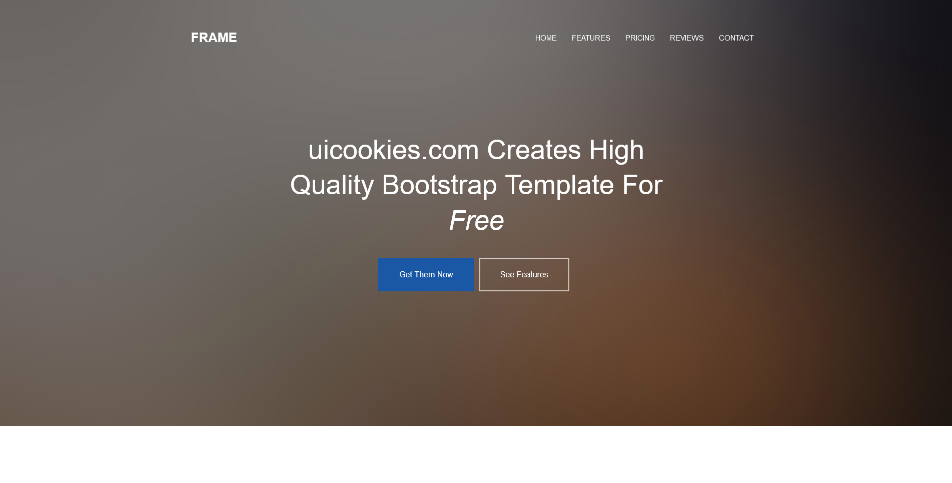 FRAME
HOME FEATURES PRICING REVIEWS CONTACT
uicookies.com Creates High
Quality Bootstrap Template For
Free
Get Them Now
See Features